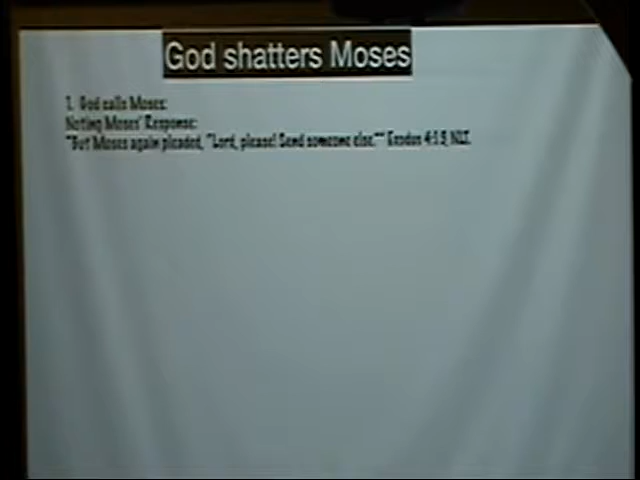 God shatters Moses
1. God calls Moses:
Noting Moses' Response:
"But Moses again pleaded, "Lord, please! Send someone else."" Exodus 4:13, NLT.